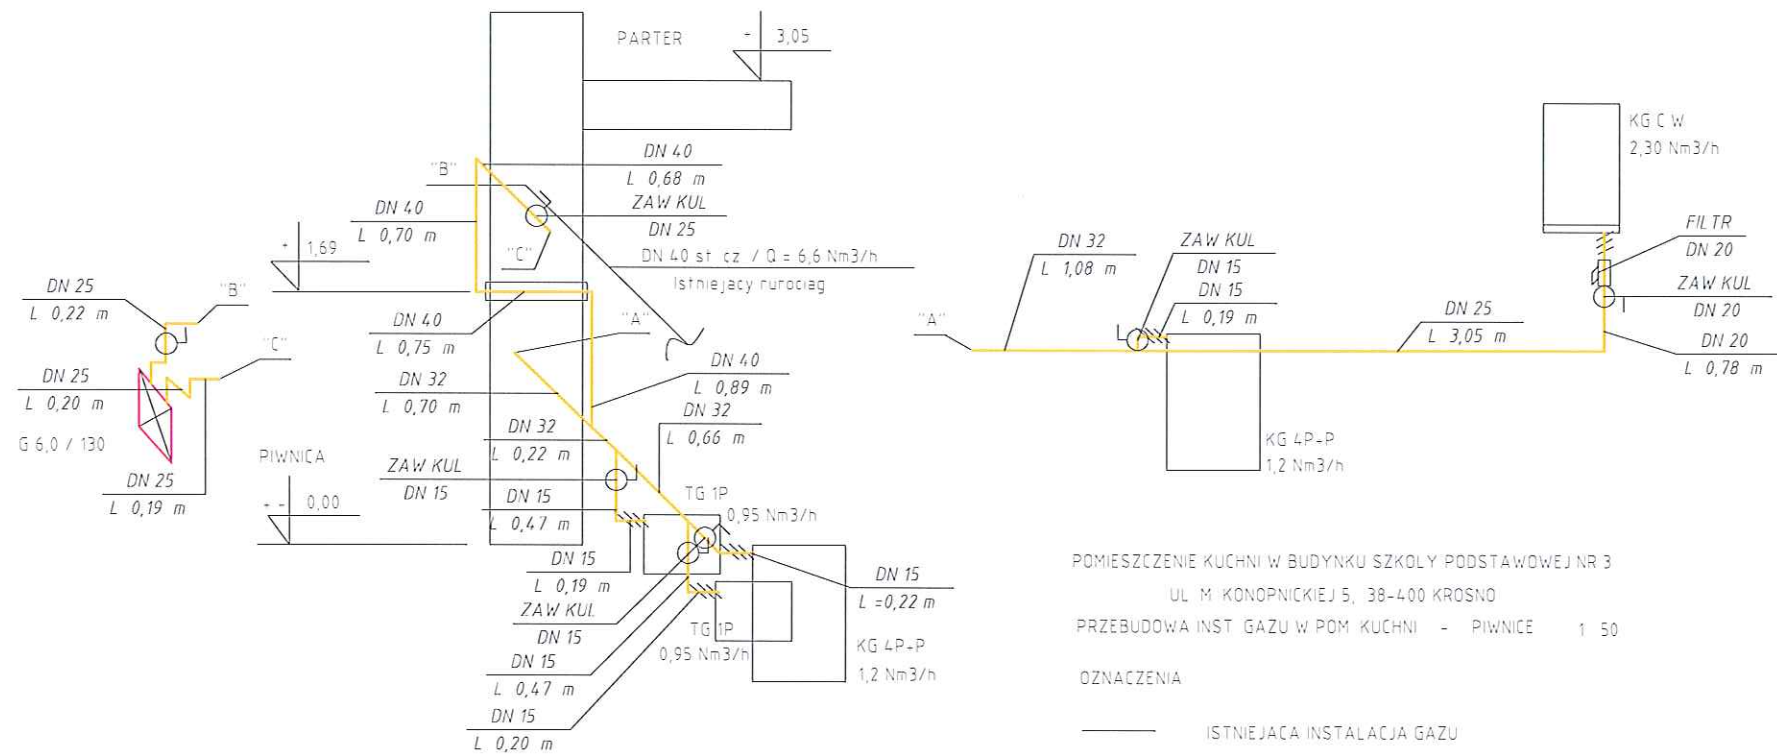 PARTER
+ 3,05
"B"
DN 40
L 0,68 m
ZAW KUL
DN 25
DN 40
L 0,70 m
"C"
DN 40 st cz / Q = 6,6 Nm3/h
Istniejacy rurociag
+ 1,69
DN 25
L 0,22 m
"B"
"C"
DN 25
L 0,20 m
G 6,0 / 130
DN 25
L 0,19 m
DN 40
L 0,75 m
"A"
DN 40
L 0,89 m
DN 32
L 0,70 m
DN 32
L 0,66 m
DN 32
L 0,22 m
PIWNICA
+- 0,00
ZAW KUL
DN 15
DN 15
L 0,47 m
TG 1P
0,95 Nm3/h
DN 15
L 0,19 m
ZAW KUL
DN 15
DN 15
L 0,47 m
DN 15
L 0,20 m
TG 1P
0,95 Nm3/h
DN 15
L =0,22 m
KG 4P+P
1,2 Nm3/h
"A"
DN 32
L 1,08 m
ZAW KUL
DN 15
DN 15
L 0,19 m
DN 25
L 3,05 m
KG C W
2,30 Nm3/h
FILTR
DN 20
ZAW KUL
DN 20
DN 20
L 0,78 m
KG 4P+P
1,2 Nm3/h
POMIESZCZENIE KUCHNI W BUDYNKU SZKOLY PODSTAWOWEJ NR 3
UL M KONOPNICKIEJ 5, 38-400 KROSNO
PRZEBUDOWA INST GAZU W POM KUCHNI - PIWNICE 1 50
OZNACZENIA
ISTNIEJACA INSTALACJA GAZU